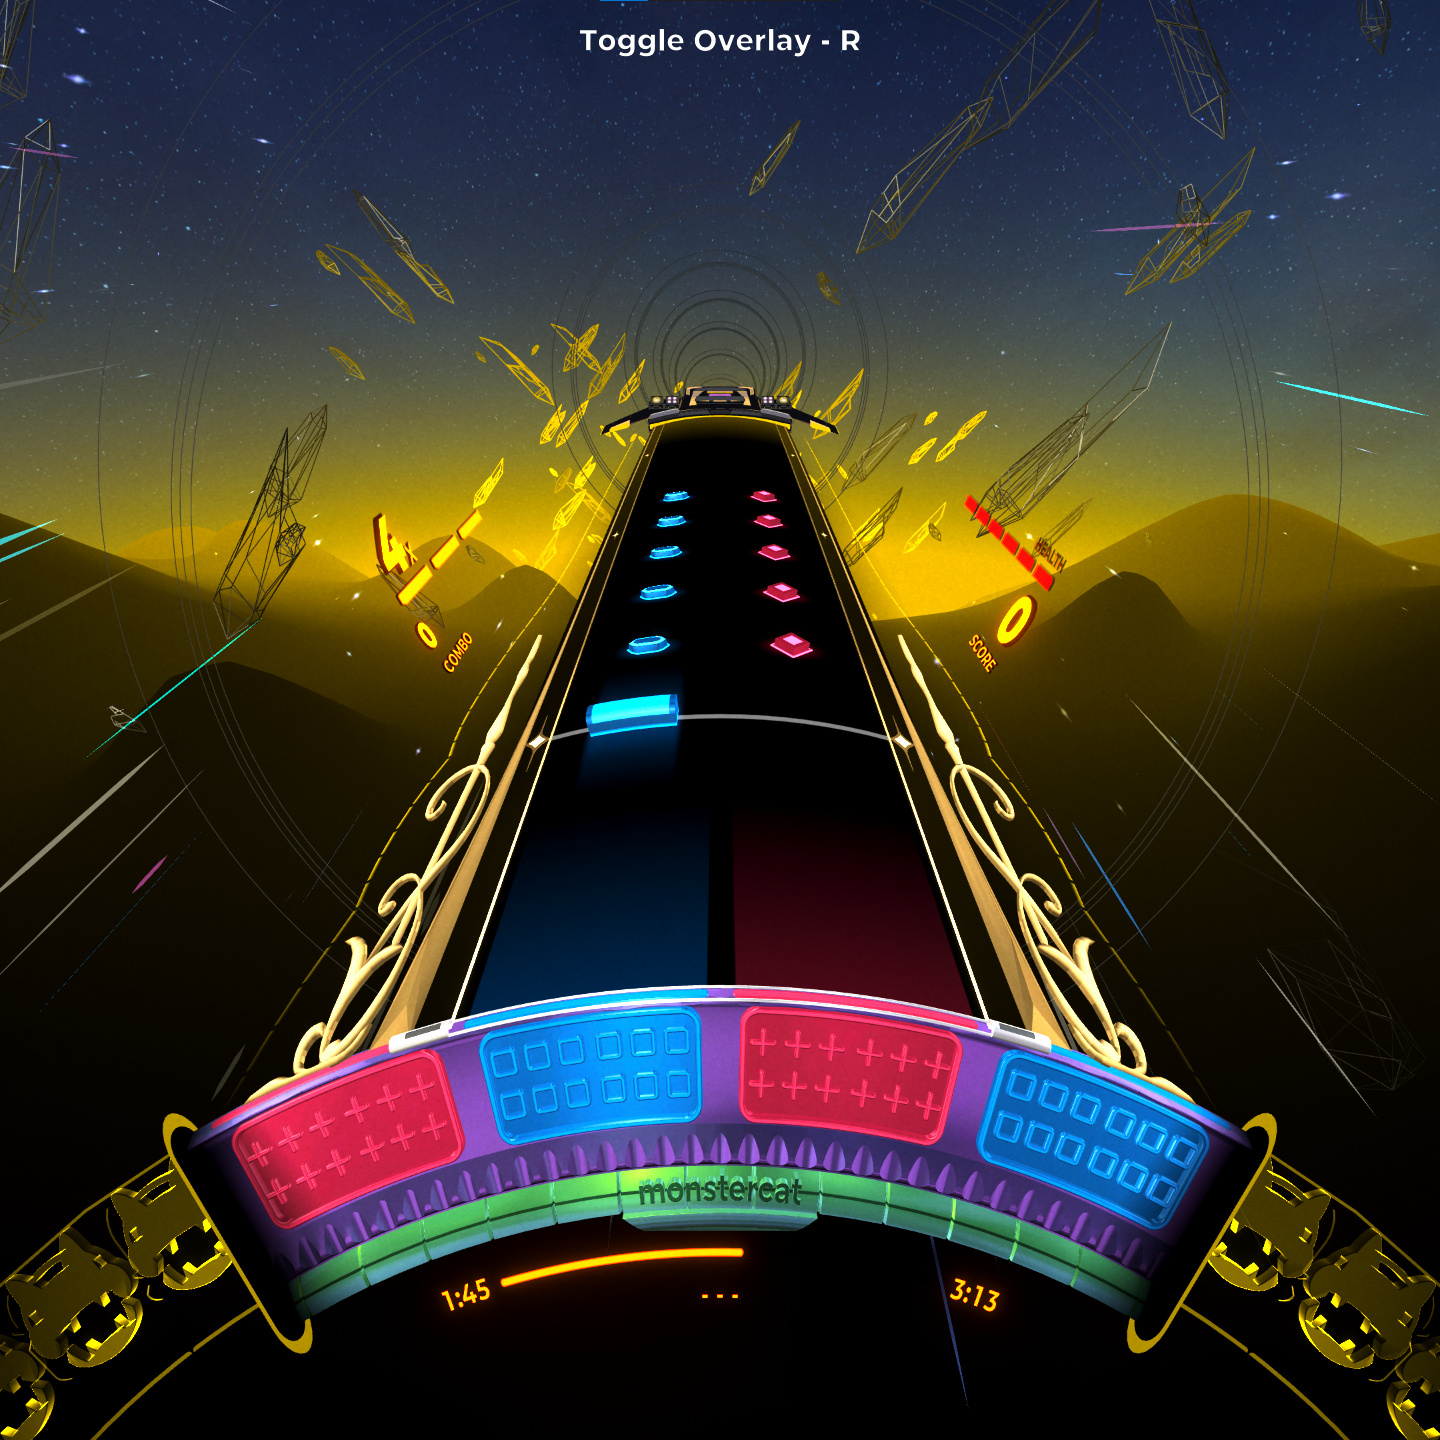 Toggle Overlay - R
4x
0
COMBO
HEALTH
0
SCORE
monstercat
1:45
---
3:13